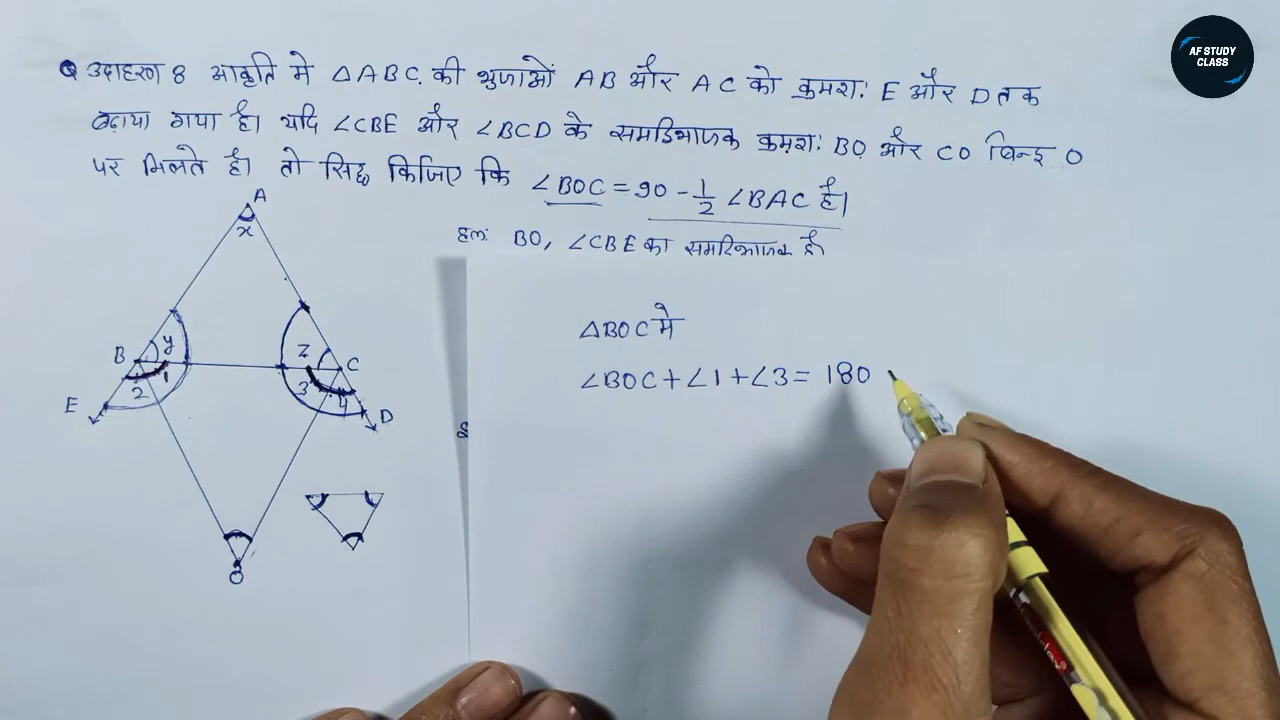 AF STUDY
CLASS
Q उदाहरण 8 आकृति मे △ABC की भुजाओं AB और AC को क्रमशः E और D तक
बढ़ाया गया है। यदि ∠CBE और ∠BCD के समद्विभाजक क्रमशः BO और CO बिन्दु O
पर मिलते है। तो सिद्ध किजिए कि ∠BOC = 90 - 1/2 ∠BAC है।
हलः BO, ∠CBE का समद्विभाजक है।
A
x
△BOC मे
B y z C
∠BOC + ∠1 + ∠3 = 180
1
2 3 4
E D
O